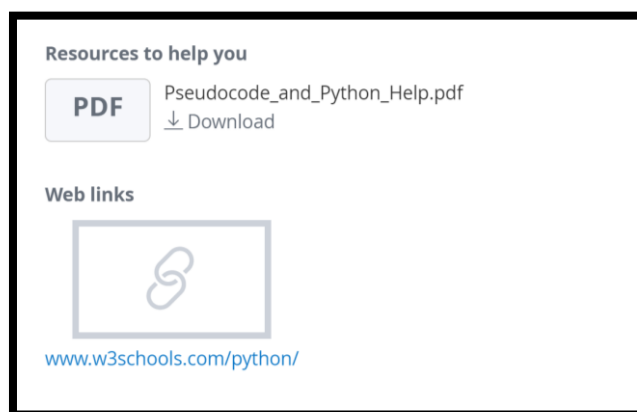 Resources to help you
PDF
Pseudocode_and_Python_Help.pdf
Download
Web links
www.w3schools.com/python/